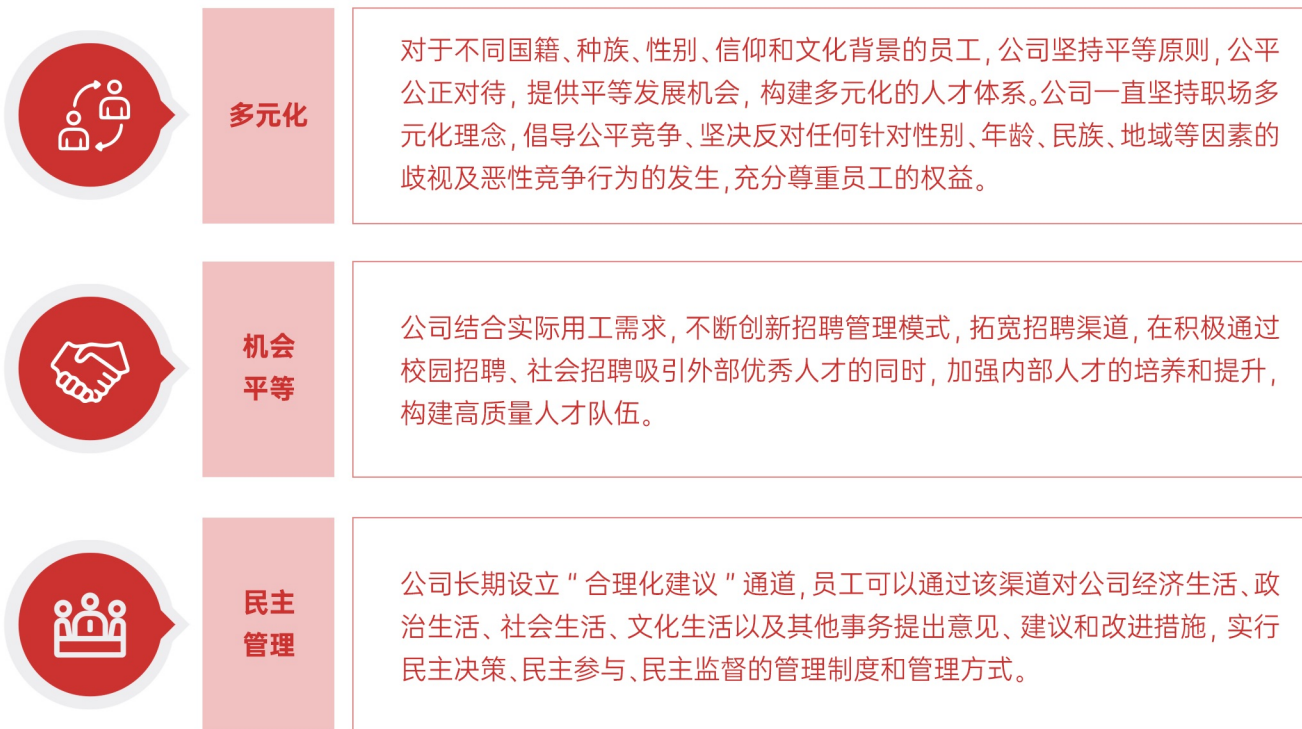 多元化
对于不同国籍、种族、性别、信仰和文化背景的员工,公司坚持平等原则,公平
公正对待,提供平等发展机会,构建多元化的人才体系。公司一直坚持职场多
元化理念,倡导公平竞争、坚决反对任何针对性别、年龄、民族、地域等因素的
歧视及恶性竞争行为的发生,充分尊重员工的权益。
机会
平等
公司结合实际用工需求,不断创新招聘管理模式,拓宽招聘渠道,在积极通过
校园招聘、社会招聘吸引外部优秀人才的同时,加强内部人才的培养和提升,
构建高质量人才队伍。
民主
管理
公司长期设立"合理化建议"通道,员工可以通过该渠道对公司经济生活、政
治生活、社会生活、文化生活以及其他事务提出意见、建议和改进措施,实行
民主决策、民主参与、民主监督的管理制度和管理方式。